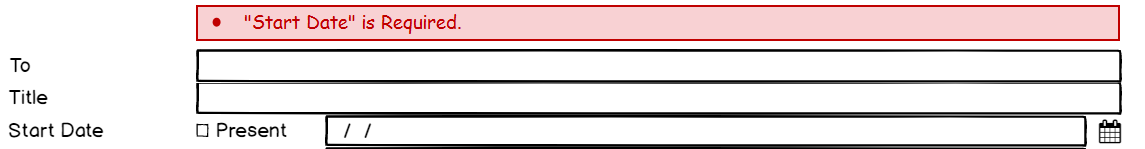 • "Start Date" is Required.
To
Title
Start Date Present / /